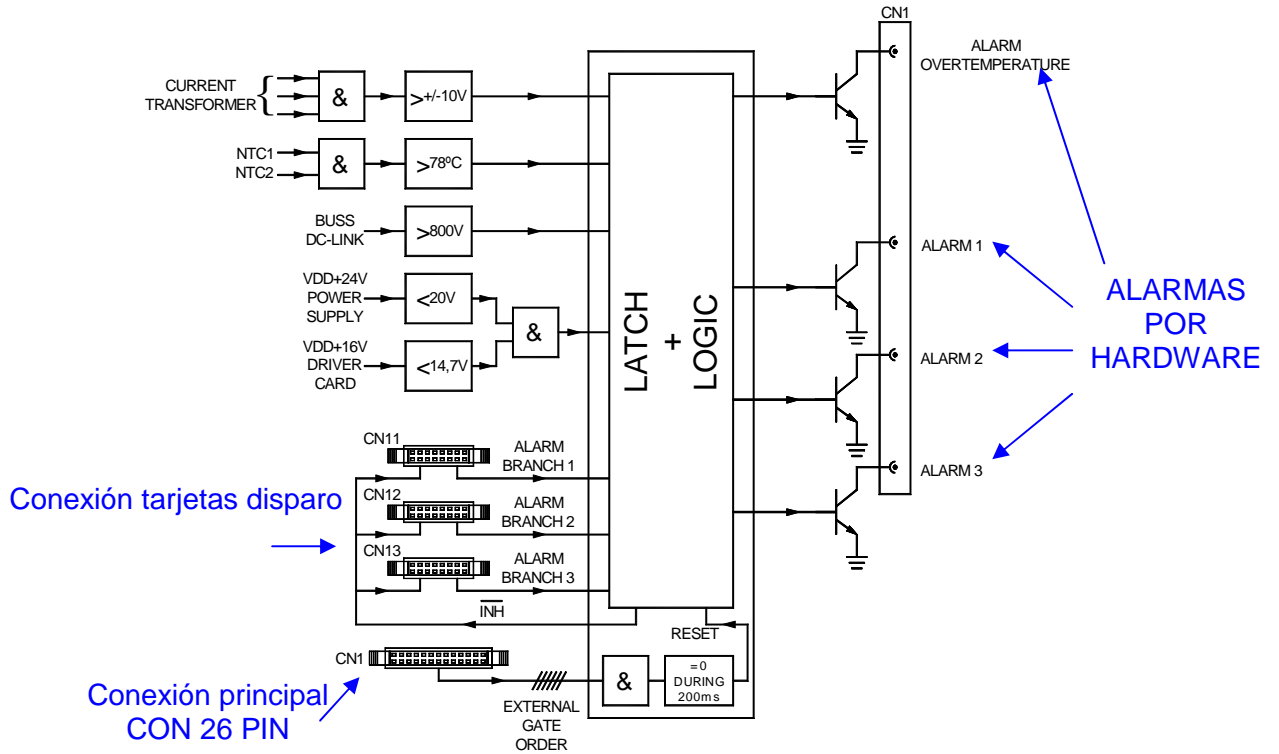 CN1
ALARM
OVERTEMPERATURE
CURRENT
TRANSFORMER
&
>+/-10V
NTC1
NTC2
&
>78ºC
BUSS
DC-LINK
>800V
VDD+24V
POWER
SUPPLY
<20V
&
VDD+16V
DRIVER
CARD
<14,7V
LATCH
+
LOGIC
ALARM 1
ALARM 2
ALARM 3
ALARMAS
POR
HARDWARE
CN11
ALARM
BRANCH 1
Conexión tarjetas disparo
CN12
ALARM
BRANCH 2
CN13
ALARM
BRANCH 3
INH
RESET
CN1
Conexión principal
CON 26 PIN
EXTERNAL
GATE
ORDER
&
=0
DURING
200ms